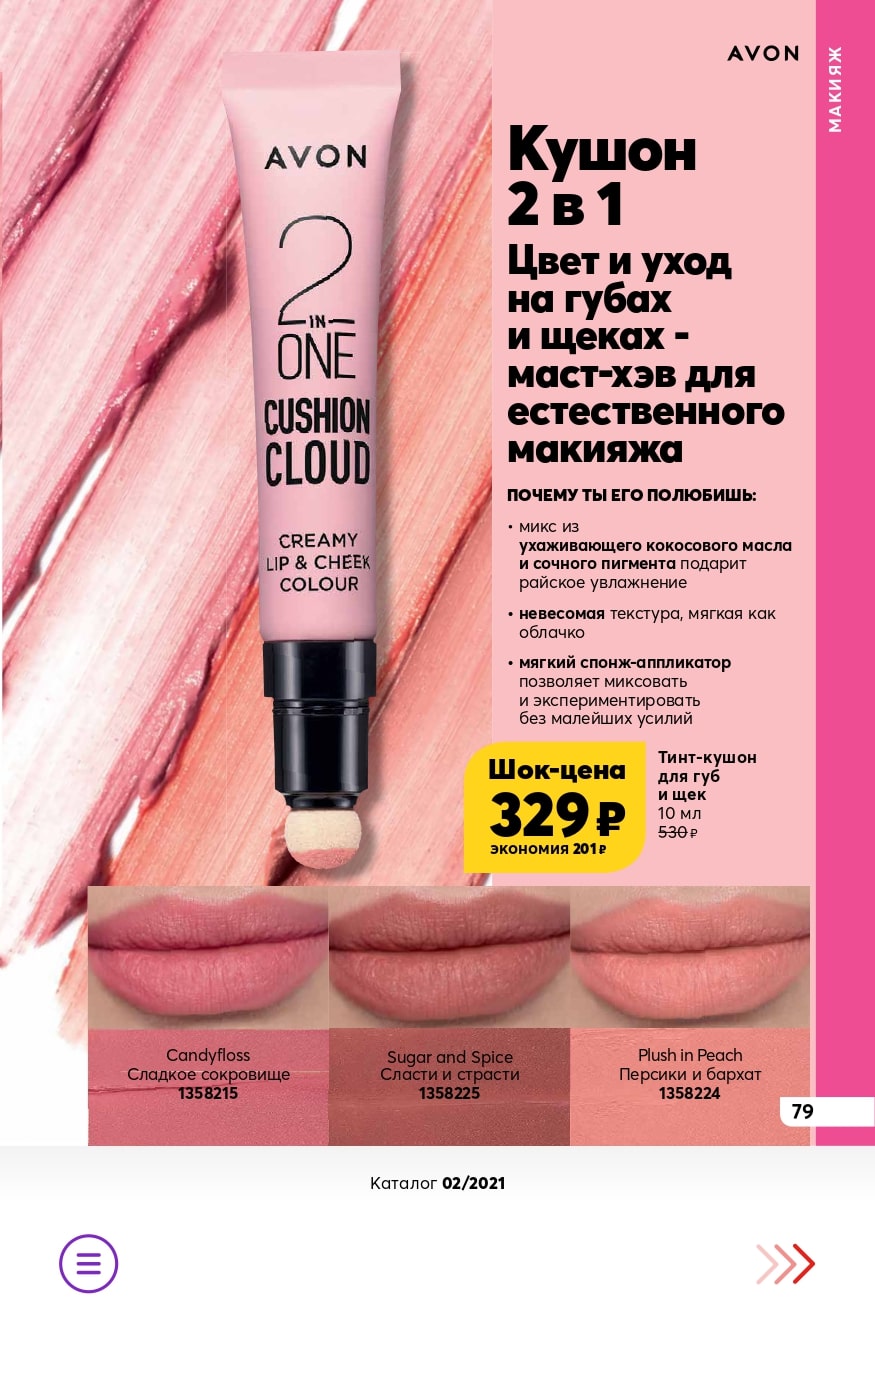 AVON
МАКИЯЖ
AVON
2
IN
ONE
CUSHION
CLOUD
CREAMY
LIP & CHEEK
COLOUR
Кушон
2 в 1
Цвет и уход
на губах
и щеках -
маст-хэв для
естественного
макияжа
ПОЧЕМУ ТЫ ЕГО ПОЛЮБИШЬ:
• микс из
ухаживающего кокосового масла
и сочного пигмента подарит
райское увлажнение
• невесомая текстура, мягкая как
облачко
• мягкий спонж-аппликатор
позволяет миксовать
и экспериментировать
без малейших усилий
Шок-цена
329 ₽
экономия 201 ₽
Тинт-кушон
для губ
и щек
10 мл
530 ₽
Candyfloss
Сладкое сокровище
1358215
Sugar and Spice
Сласти и страсти
1358225
Plush in Peach
Персики и бархат
1358224
79
Каталог 02/2021